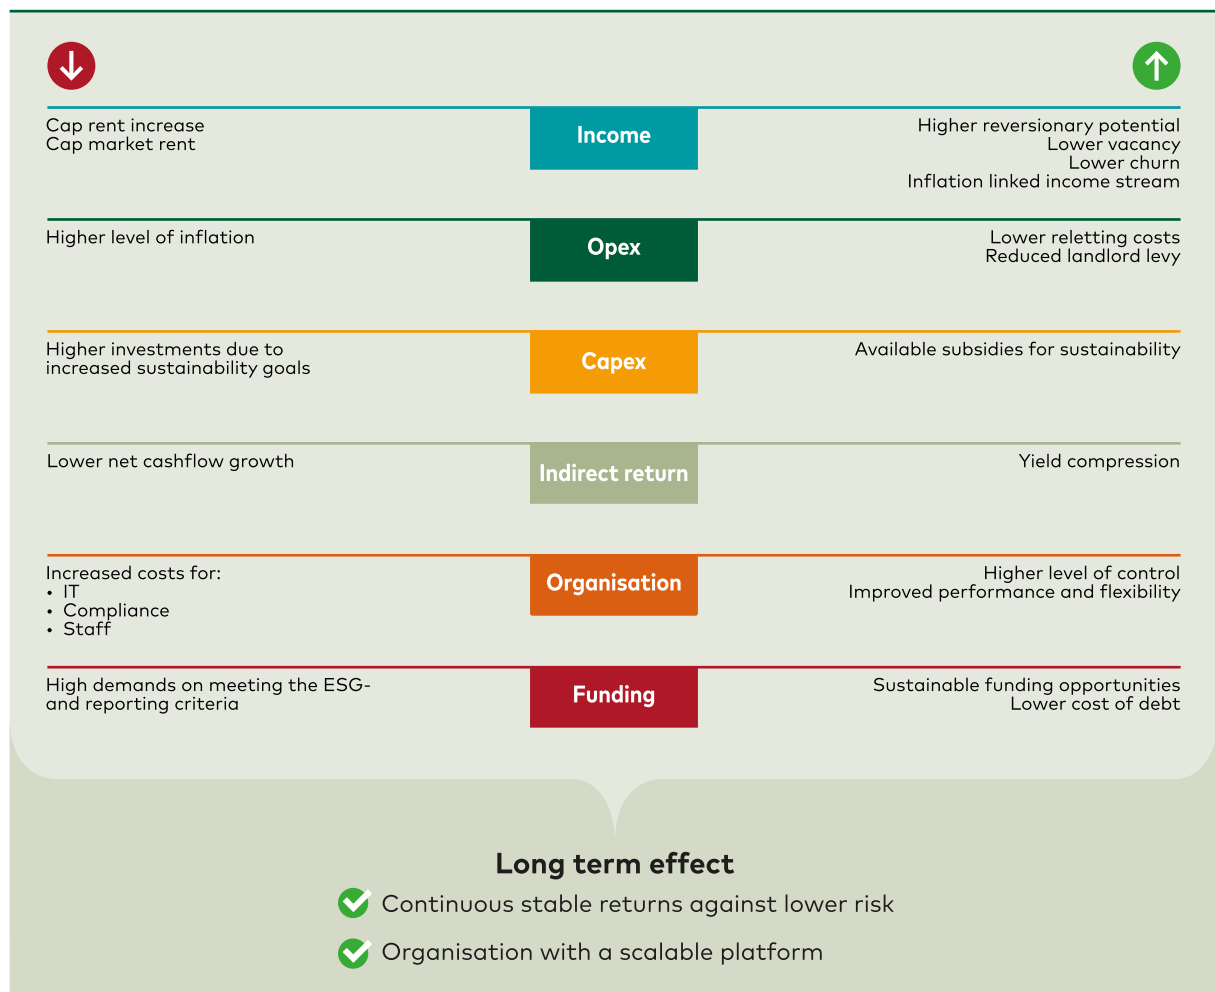 Income
Cap rent increase
Cap market rent
Higher reversionary potential
Lower vacancy
Lower churn
Inflation linked income stream
Opex
Higher level of inflation
Lower reletting costs
Reduced landlord levy
Capex
Higher investments due to
increased sustainability goals
Available subsidies for sustainability
Indirect return
Lower net cashflow growth
Yield compression
Organisation
Increased costs for:
• IT
• Compliance
• Staff
Higher level of control
Improved performance and flexibility
Funding
High demands on meeting the ESG-
and reporting criteria
Sustainable funding opportunities
Lower cost of debt
Long term effect
Continuous stable returns against lower risk
Organisation with a scalable platform